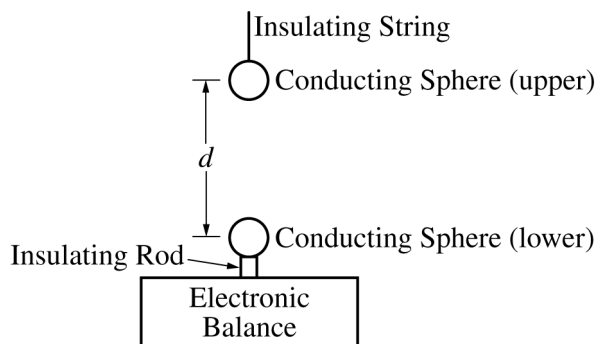 Insulating String
Conducting Sphere (upper)
d
Conducting Sphere (lower)
Insulating Rod
Electronic
Balance